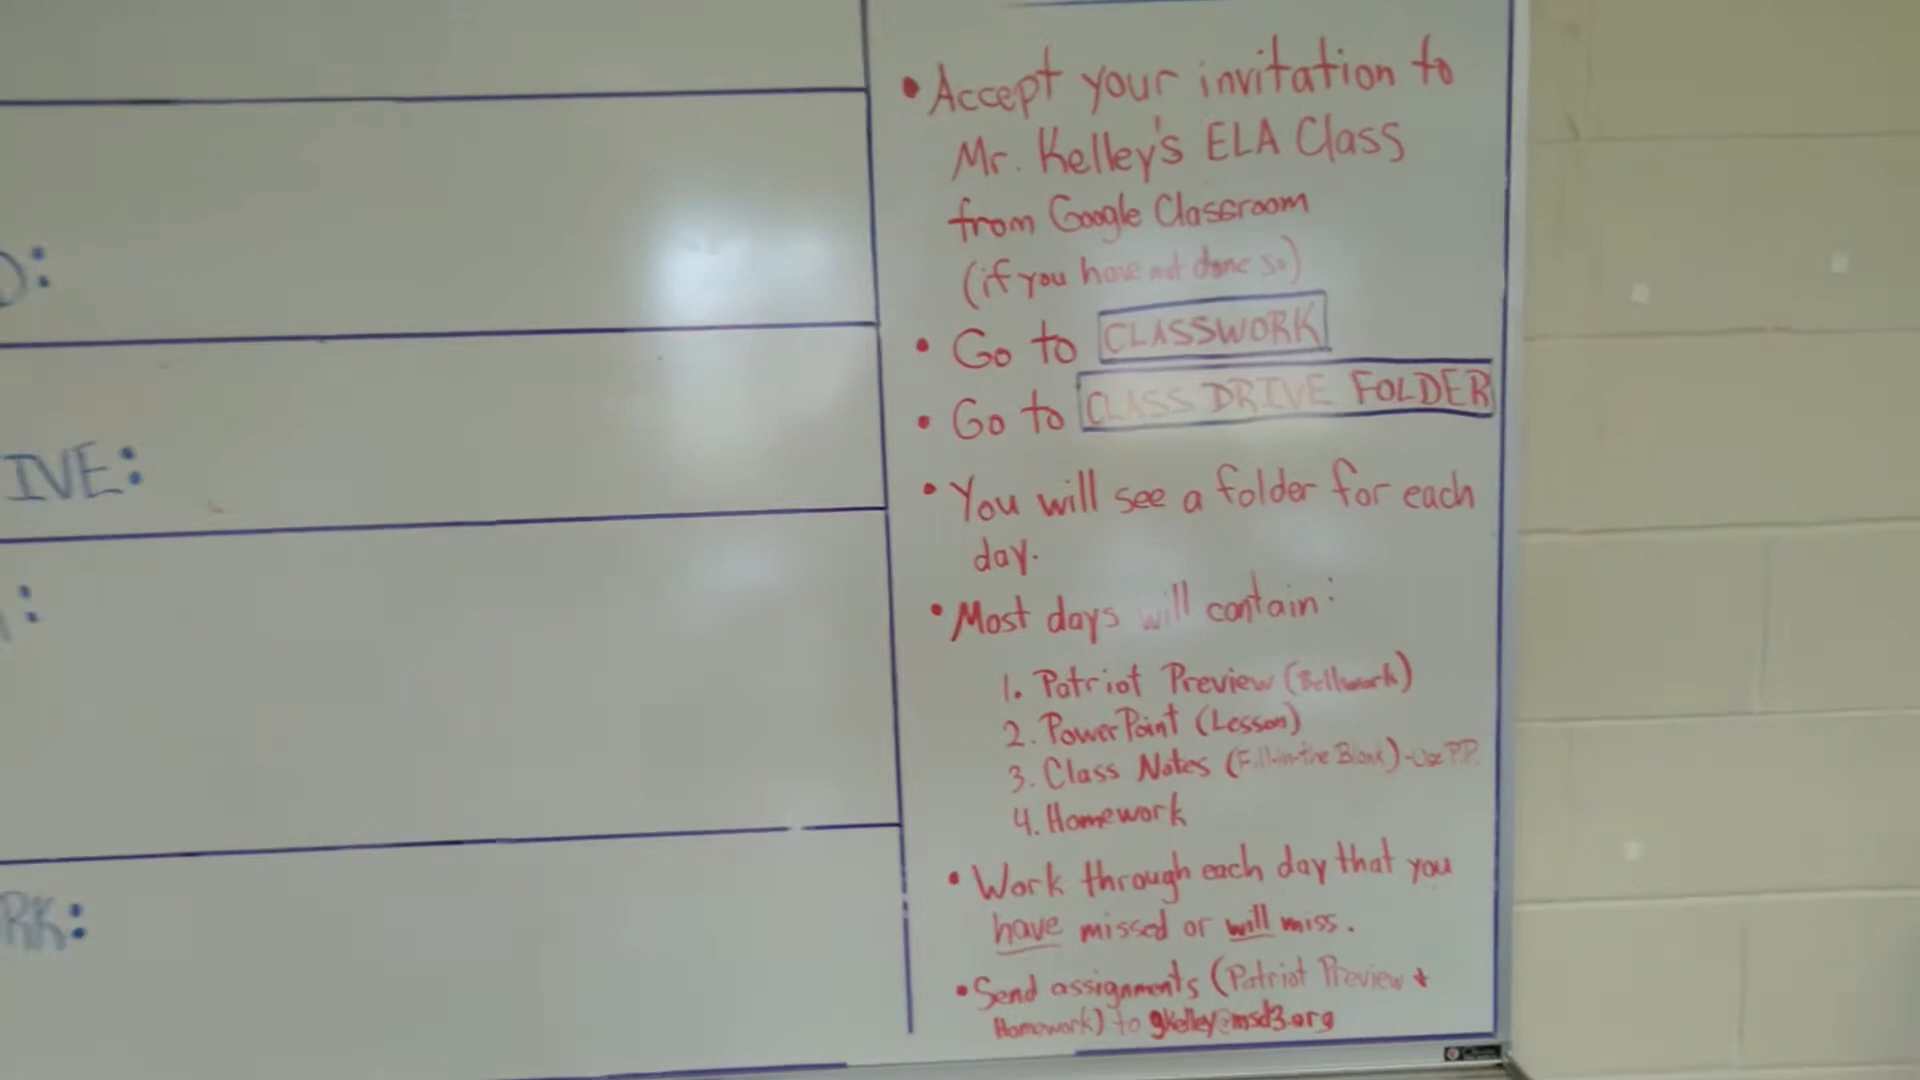 • Accept your invitation to
Mr. Kelley's ELA Class
from Google Classroom
(if you have not done so)
• Go to CLASSWORK
• Go to CLASS DRIVE FOLDER
• You will see a folder for each
day.
• Most days will contain:
1. Patriot Preview (Bellwork)
2. PowerPoint (Lesson)
3. Class Notes (Fill-in-the Blank)-Use P.P.
4. Homework
• Work through each day that you
have missed or will miss.
• Send assignments (Patriot Preview +
Homework) to gkelley@msd3.org
IVE:
RK: